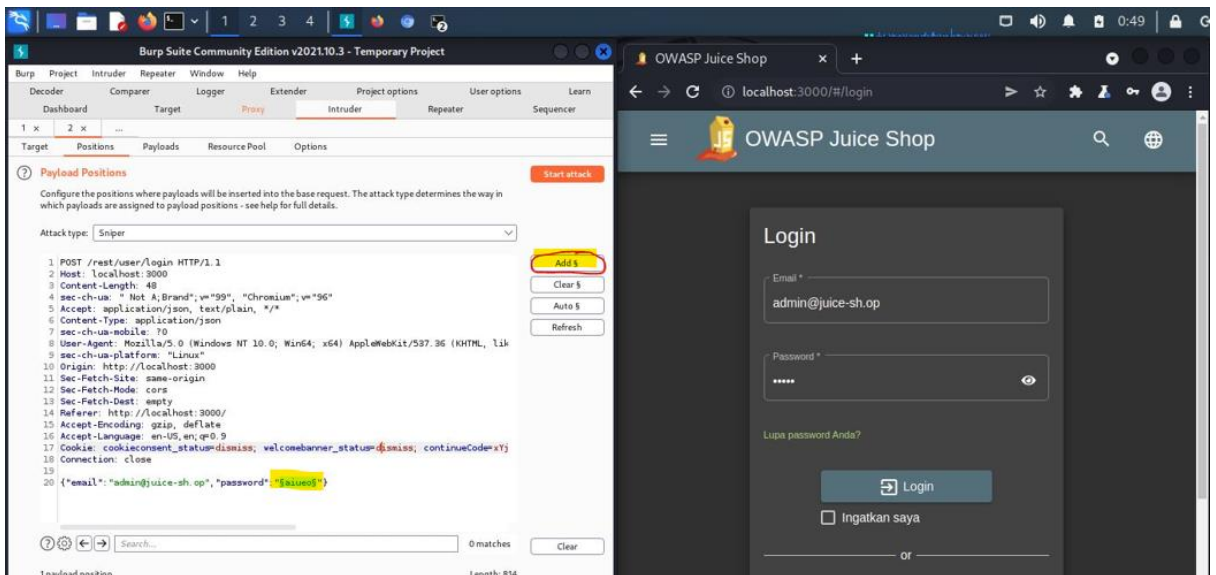 1 2 3 4
0:49
Burp Suite Community Edition v2021.10.3 - Temporary Project
Burp Project Intruder Repeater Window Help
Decoder Comparer Logger Extender Project options User options Learn
Dashboard Target Proxy Intruder Repeater Sequencer
1 × 2 × ...
Target Positions Payloads Resource Pool Options
Payload Positions
Start attack
Configure the positions where payloads will be inserted into the base request. The attack type determines the way in
which payloads are assigned to payload positions - see help for full details.
Attack type: Sniper
1 POST /rest/user/login HTTP/1.1
2 Host: localhost:3000
3 Content-Length: 48
4 sec-ch-ua: " Not A;Brand";v="99", "Chromium";v="96"
5 Accept: application/json, text/plain, */*
6 Content-Type: application/json
7 sec-ch-ua-mobile: ?0
8 User-Agent: Mozilla/5.0 (Windows NT 10.0; Win64; x64) AppleWebKit/537.36 (KHTML, lik
9 sec-ch-ua-platform: "Linux"
10 Origin: http://localhost:3000
11 Sec-Fetch-Site: same-origin
12 Sec-Fetch-Mode: cors
13 Sec-Fetch-Dest: empty
14 Referer: http://localhost:3000/
15 Accept-Encoding: gzip, deflate
16 Accept-Language: en-US,en;q=0.9
17 Cookie: cookieconsent_status=dismiss; welcomebanner_status=dismiss; continueCode=xYj
18 Connection: close
19
20 {"email":"admin@juice-sh.op","password":"§aiueo§"}
Add §
Clear §
Auto §
Refresh
Search...
0 matches
Clear
1 payload position
Length: 814
OWASP Juice Shop × +
localhost:3000/#/login
OWASP Juice Shop
Login
Email *
admin@juice-sh.op
Password *
•••••
Lupa password Anda?
Login
Ingatkan saya
or